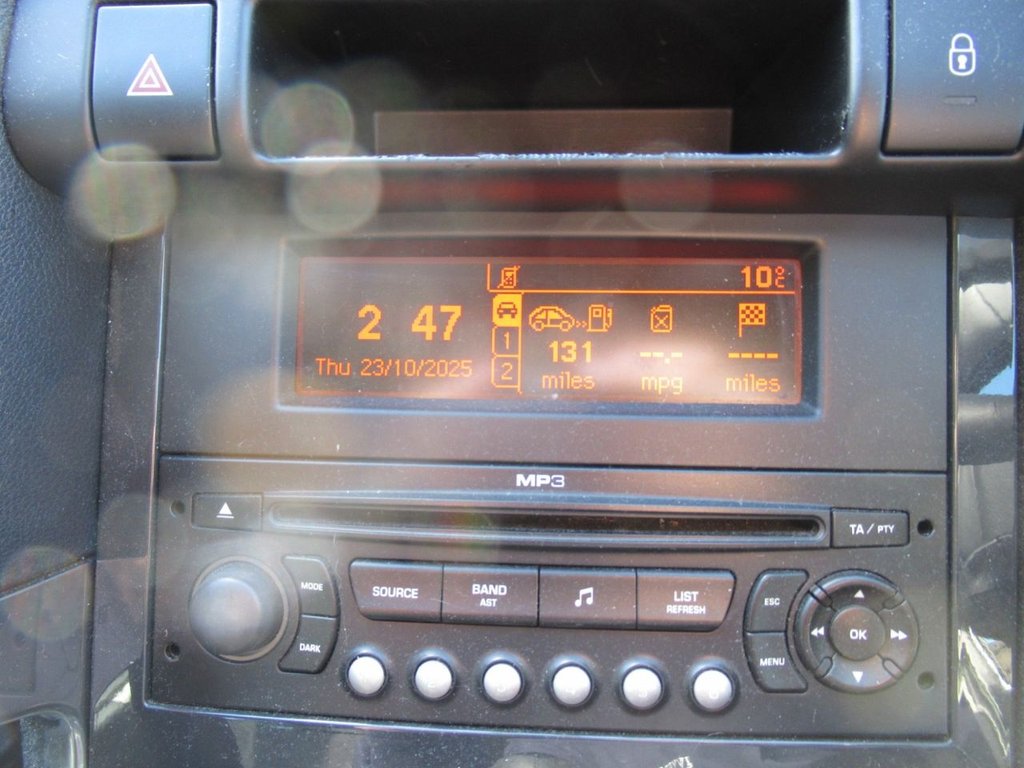 10°C
2 47
1
131
--.-
----
Thu. 23/10/2025
2
miles
mpg
miles
MP3
TA / PTY
MODE
SOURCE
BAND
AST
LIST
REFRESH
ESC
OK
DARK
MENU